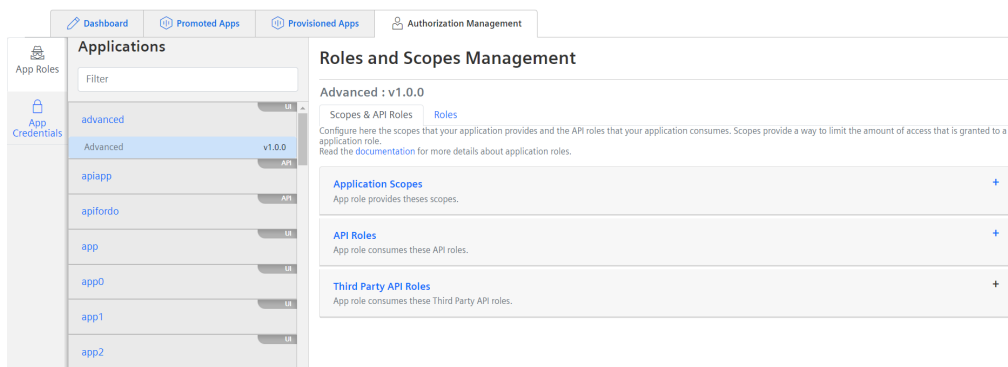 Dashboard
Promoted Apps
Provisioned Apps
Authorization Management
App Roles
App
Credentials
Applications
Filter
UI
advanced
Advanced v1.0.0
API
apiapp
API
apifordo
UI
app
UI
app0
UI
app1
UI
app2
Roles and Scopes Management
Advanced : v1.0.0
Scopes & API Roles Roles
Configure here the scopes that your application provides and the API roles that your application consumes. Scopes provide a way to limit the amount of access that is granted to a
application role.
Read the documentation for more details about application roles.
Application Scopes +
App role provides theses scopes.
API Roles +
App role consumes these API roles.
Third Party API Roles +
App role consumes these Third Party API roles.